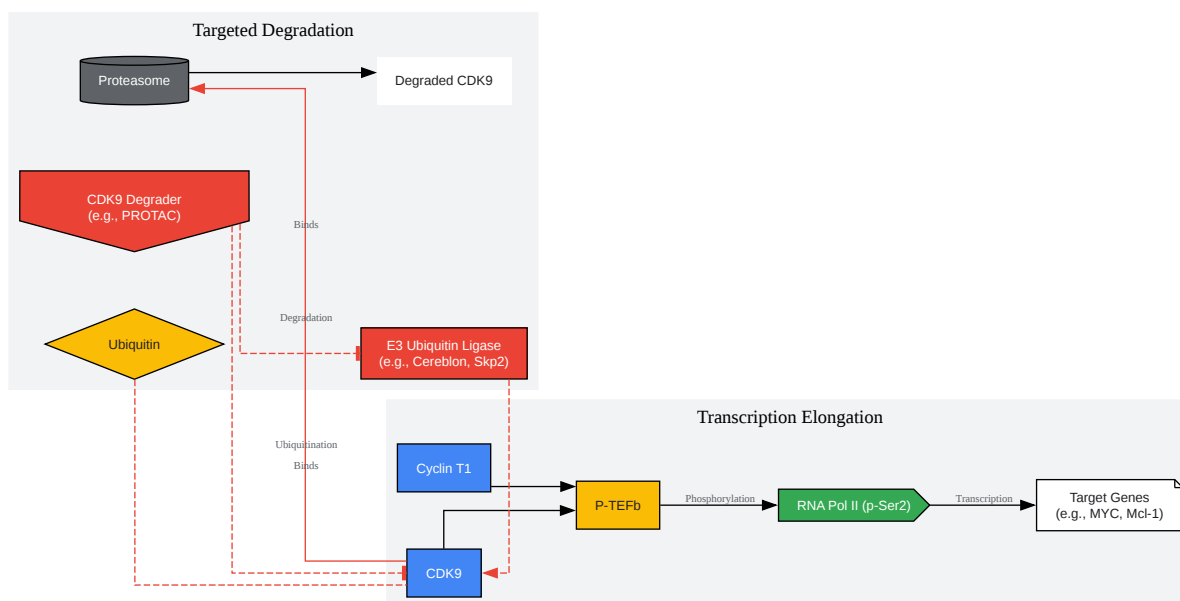 Targeted Degradation
Proteasome
Degraded CDK9
CDK9 Degrader
(e.g., PROTAC)
Binds
Degradation
Ubiquitin
E3 Ubiquitin Ligase
(e.g., Cereblon, Skp2)
Transcription Elongation
Ubiquitination
Binds
Cyclin T1
P-TEFb
Phosphorylation
RNA Pol II (p-Ser2)
Transcription
Target Genes
(e.g., MYC, Mcl-1)
CDK9